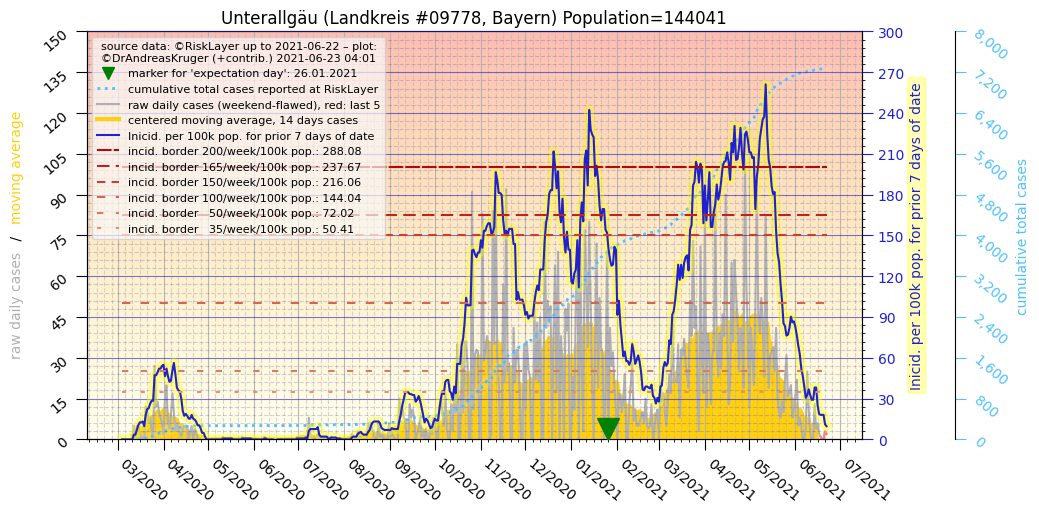 Unterallgäu (Landkreis #09778, Bayern) Population=144041
source data: ©RiskLayer up to 2021-06-22 – plot:
©DrAndreasKruger (+contrib.) 2021-06-23 04:01
marker for 'expectation day': 26.01.2021
cumulative total cases reported at RiskLayer
raw daily cases (weekend-flawed), red: last 5
centered moving average, 14 days cases
Inicid. per 100k pop. for prior 7 days of date
incid. border 200/week/100k pop.: 288.08
incid. border 165/week/100k pop.: 237.67
incid. border 150/week/100k pop.: 216.06
incid. border 100/week/100k pop.: 144.04
incid. border   50/week/100k pop.: 72.02
incid. border   35/week/100k pop.: 50.41
raw daily cases   /   moving average
150
135
120
105
90
75
60
45
30
15
0
03/2020
04/2020
05/2020
06/2020
07/2020
08/2020
09/2020
10/2020
11/2020
12/2020
01/2021
02/2021
03/2021
04/2021
05/2021
06/2021
07/2021
300
270
240
210
180
150
120
90
60
30
0
Inicid. per 100k pop. for prior 7 days of date
8,000
7,200
6,400
5,600
4,800
4,000
3,200
2,400
1,600
800
0
cumulative total cases